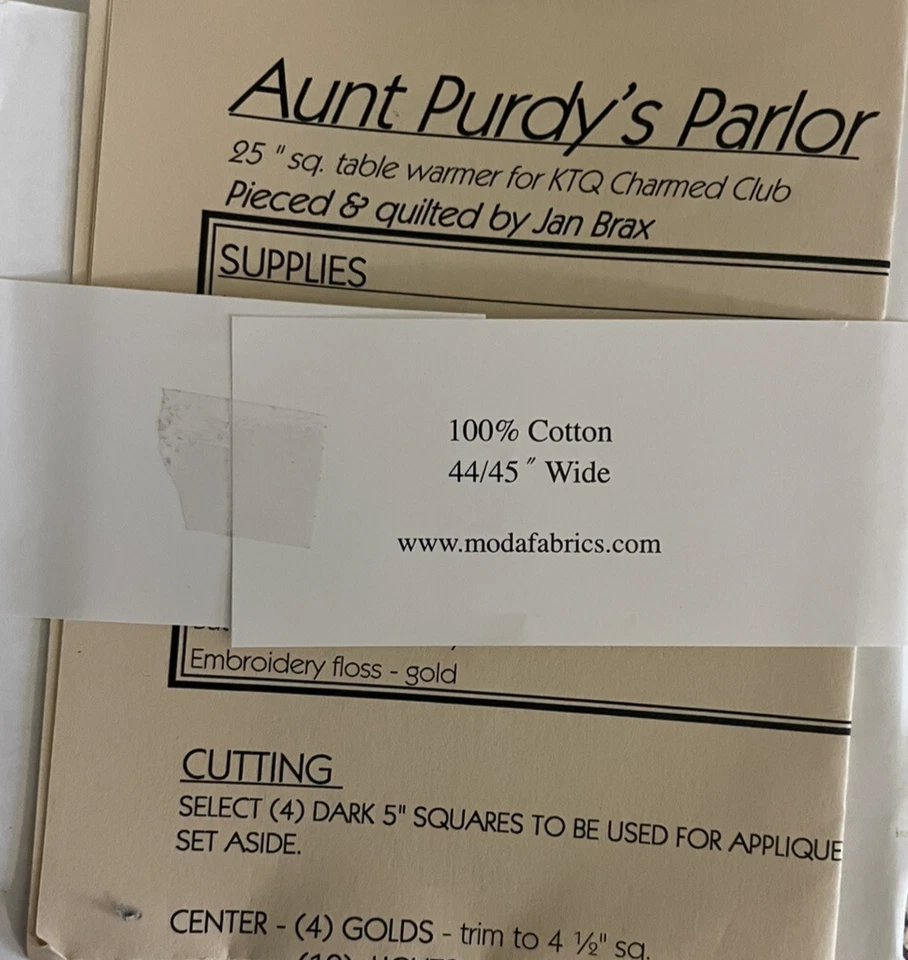 Aunt Purdy's Parlor
25 " sq. table warmer for KTQ Charmed Club
Pieced & quilted by Jan Brax
SUPPLIES
100% Cotton
44/45 ″ Wide
www.modafabrics.com
Embroidery floss - gold
CUTTING
SELECT (4) DARK 5" SQUARES TO BE USED FOR APPLIQUE
SET ASIDE.
CENTER - (4) GOLDS - trim to 4 ½" sq.